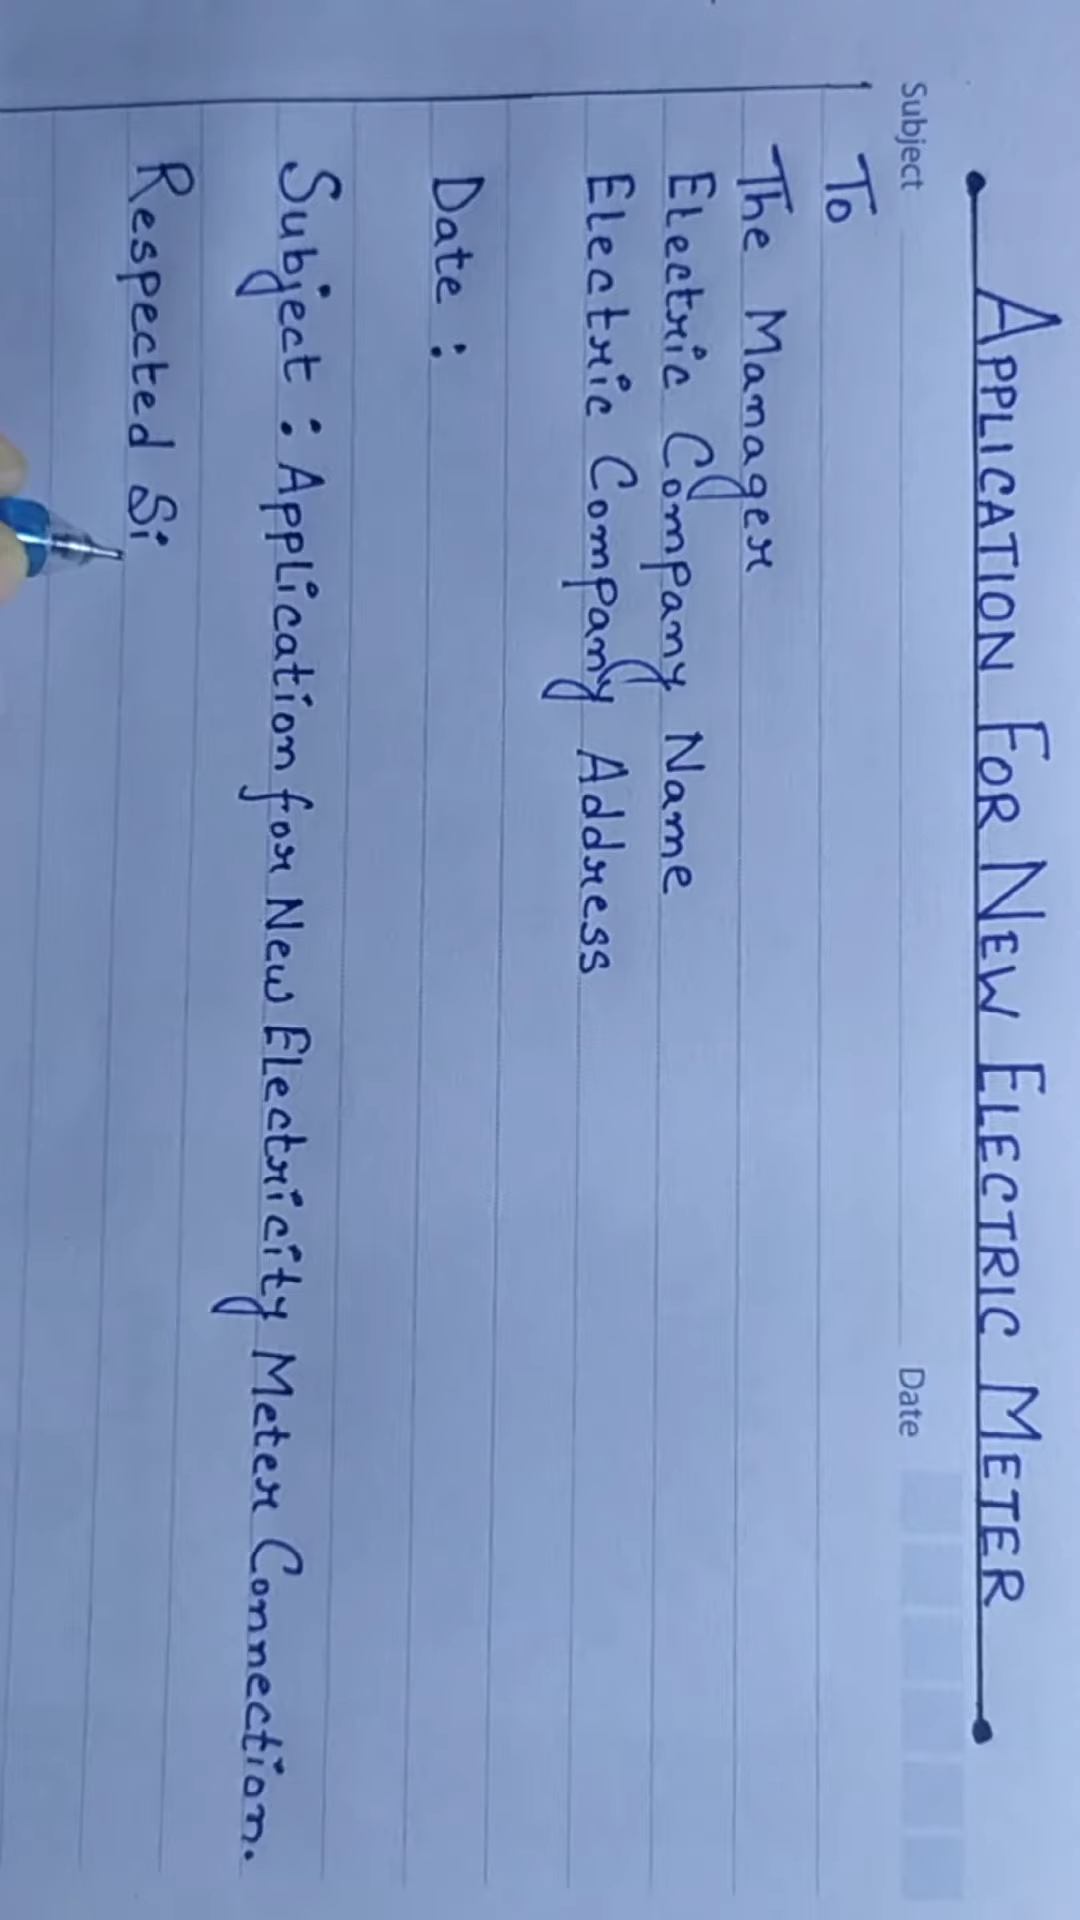 APPLICATION FOR NEW ELECTRIC METER
Subject Date
To
The Manager
Electric Company Name
Electric Company Address
Date :
Subject : Application for New Electricity Meter Connection.
Respected Si